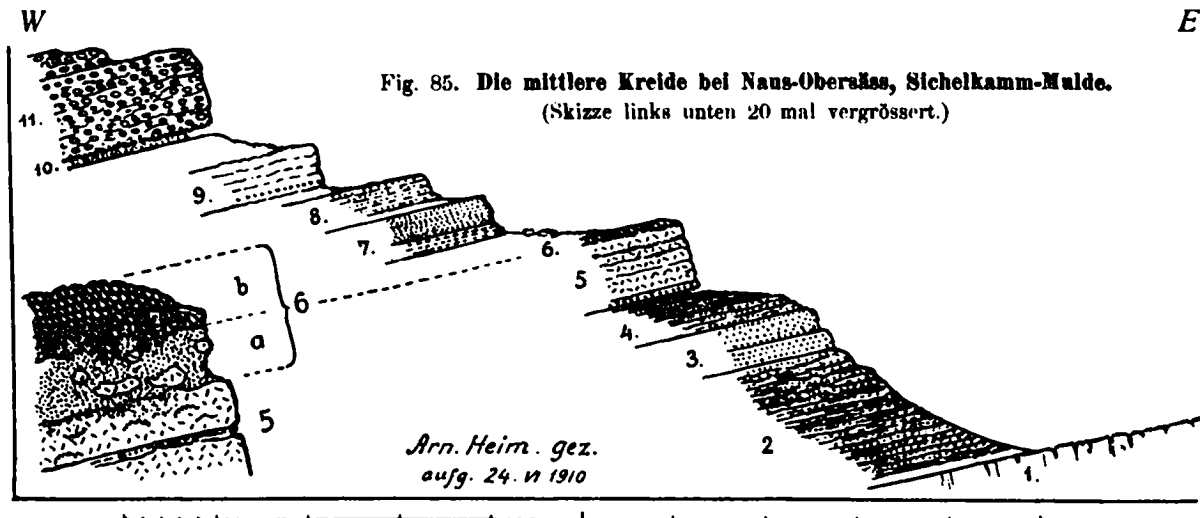 W E
Fig. 85. Die mittlere Kreide bei Naus-Obersäss, Sichelkamm-Mulde.
(Skizze links unten 20 mal vergrössert.)
11.
10.
9.
8.
7.
6.
5
4.
3.
2
1.
b
6
a
5
Arn. Heim. gez.
aufg. 24. VI 1910